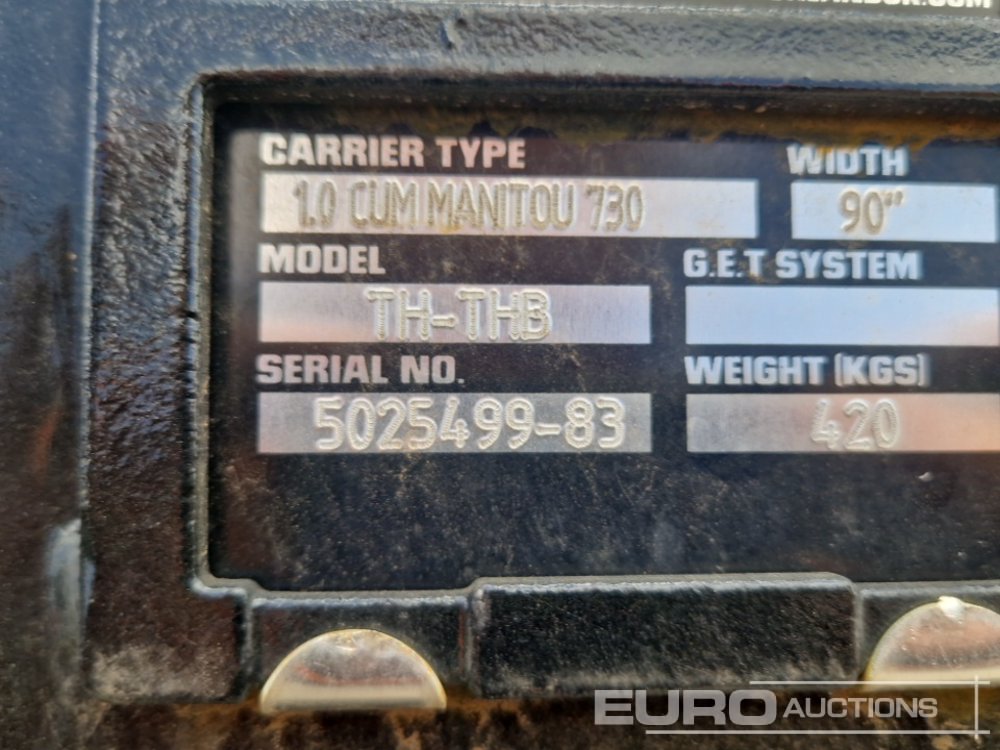 CARRIER TYPE WIDTH
1.0 CUM MANITOU 730 90"
MODEL G.E.T SYSTEM
TH-THB
SERIAL NO. WEIGHT (KGS)
5025499-83 420
EURO AUCTIONS